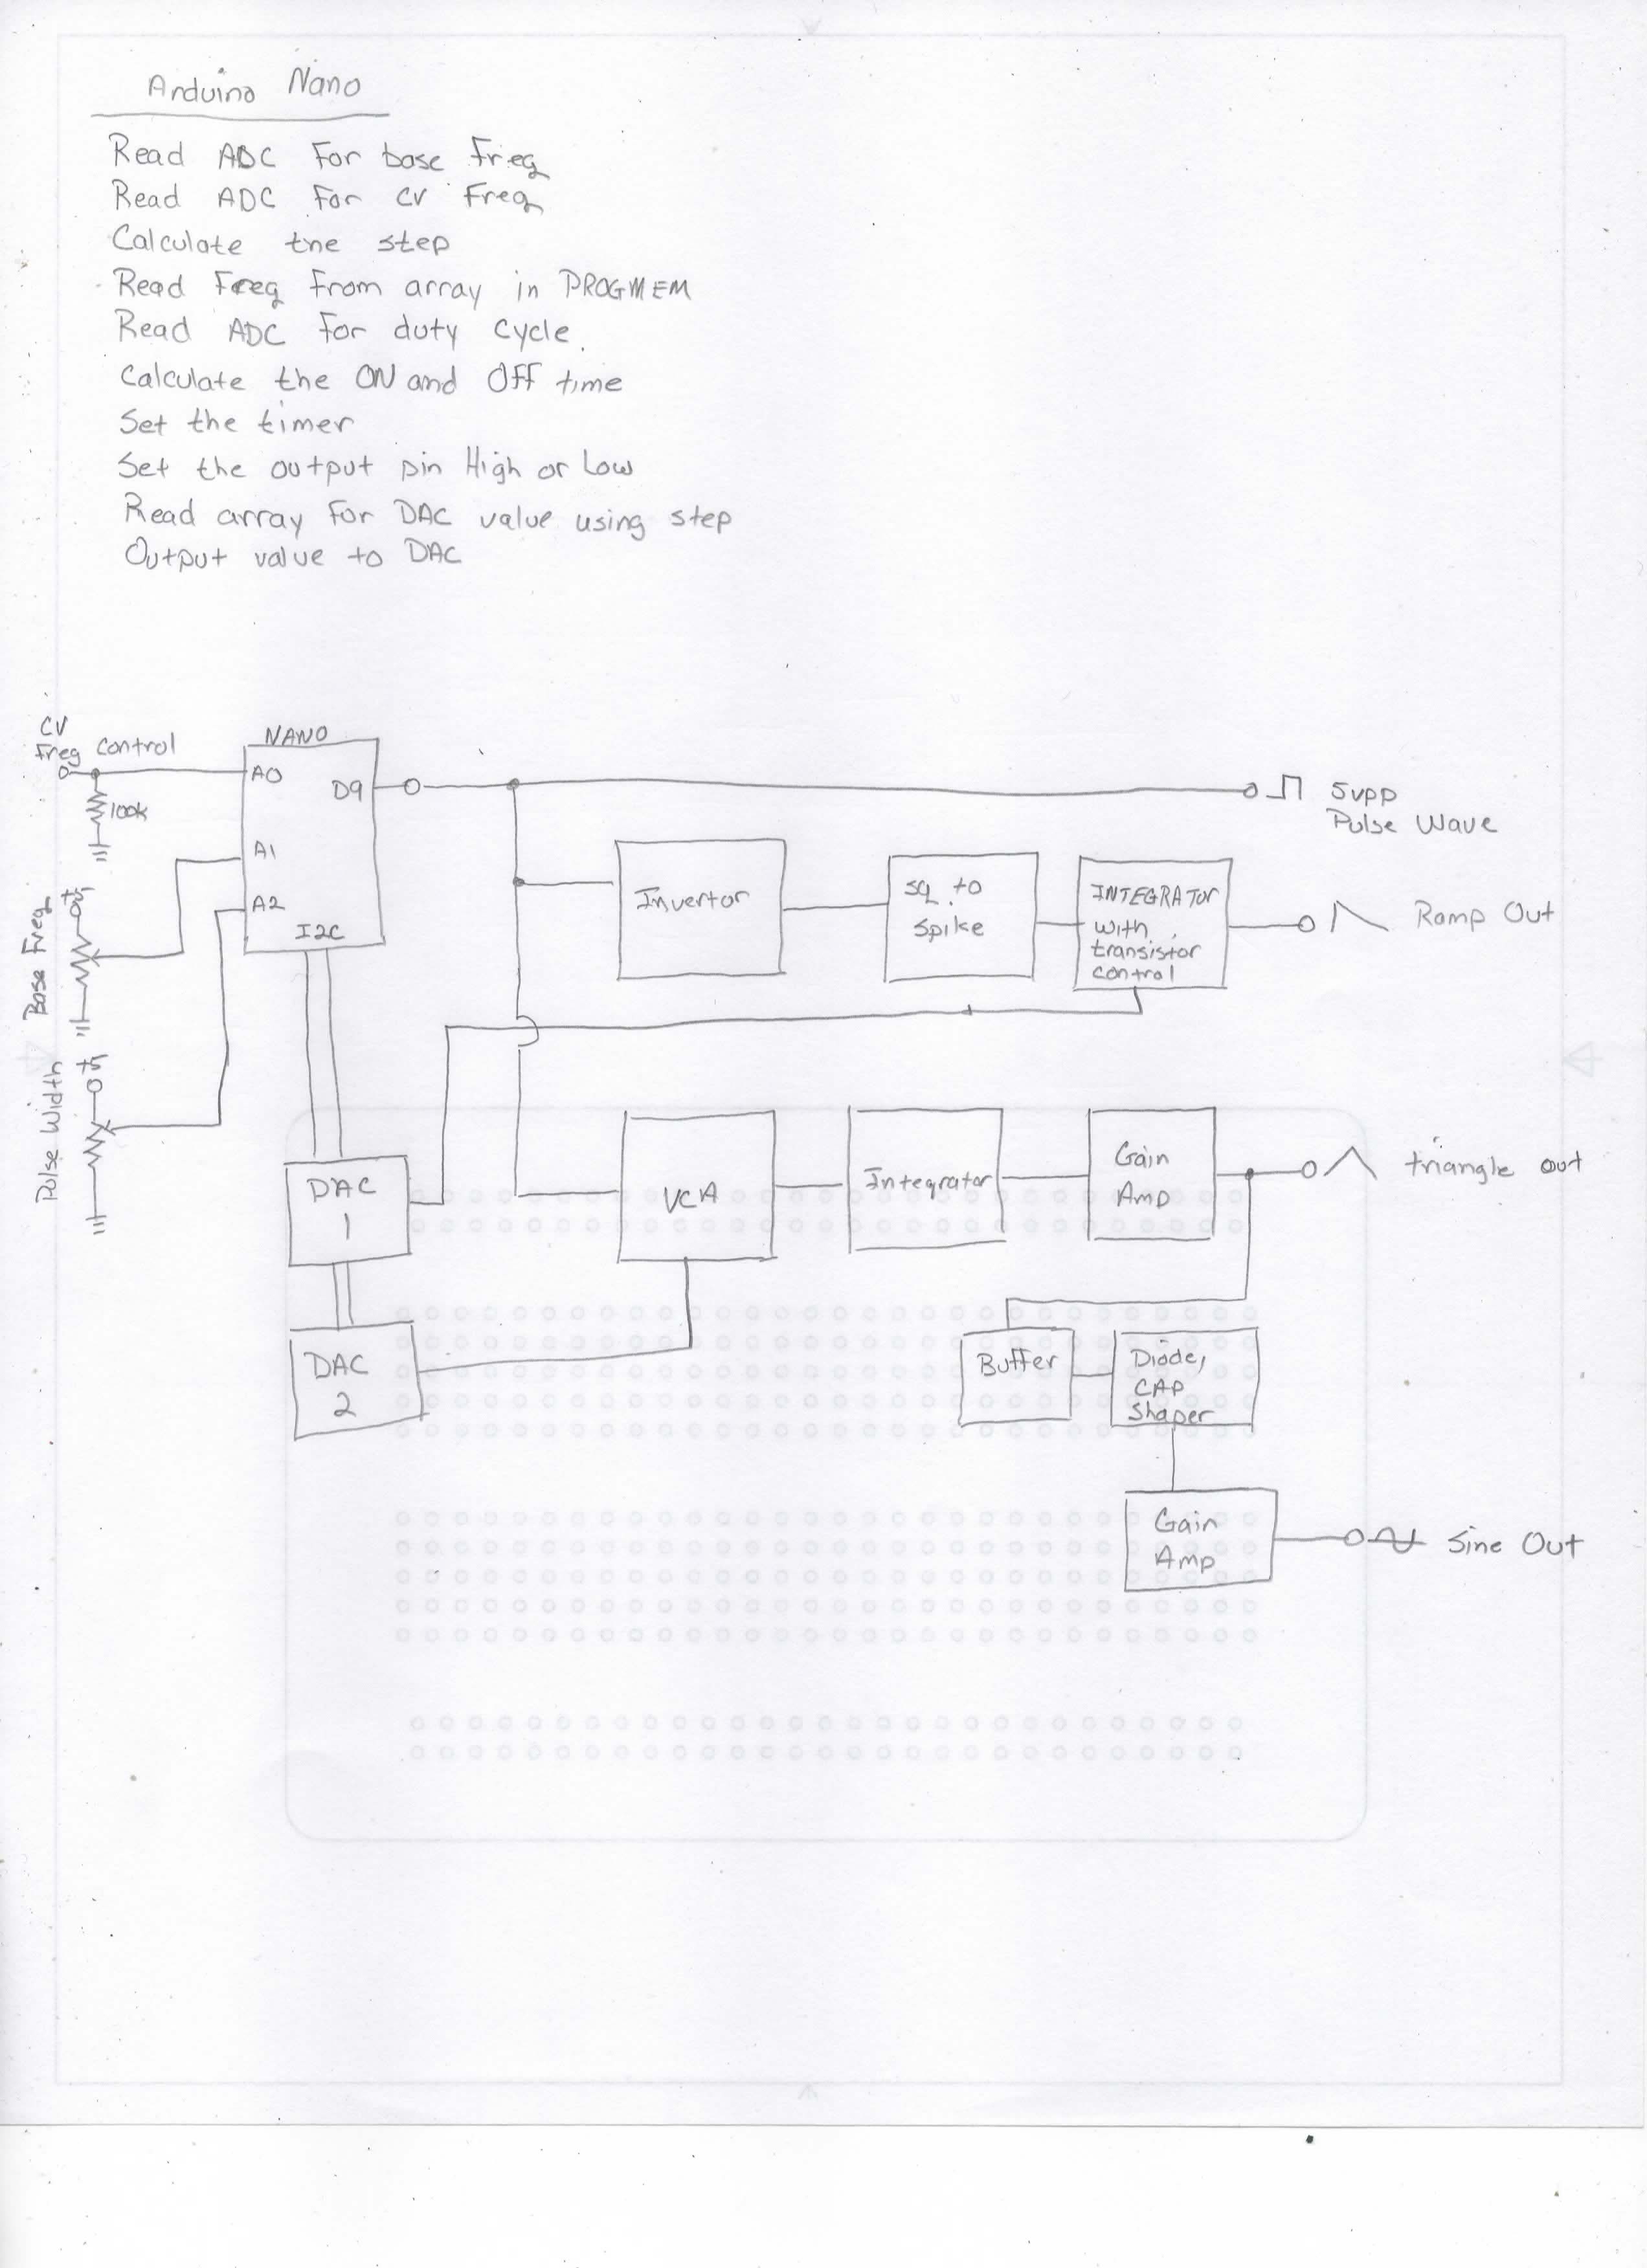 Arduino Nano
Read ADC For base Freq
Read ADC For CV Freq
Calculate the step
Read Freq From array in PROGMEM
Read ADC For duty cycle.
Calculate the ON and Off time
Set the timer
Set the output pin High or Low
Read array For DAC value using step
Output value to DAC
CV
Freq control
100k
NANO
A0
D9
A1
A2
I2C
5vpp
Pulse Wave
Invertor
sq. to
Spike
INTEGRATOR
with
transistor
control
Ramp Out
Base Freq
+5
Pulse Width
+5
DAC
1
VCA
Integrator
Gain
Amp
triangle out
DAC
2
Buffer
Diode,
CAP
Shaper
Gain
Amp
Sine Out